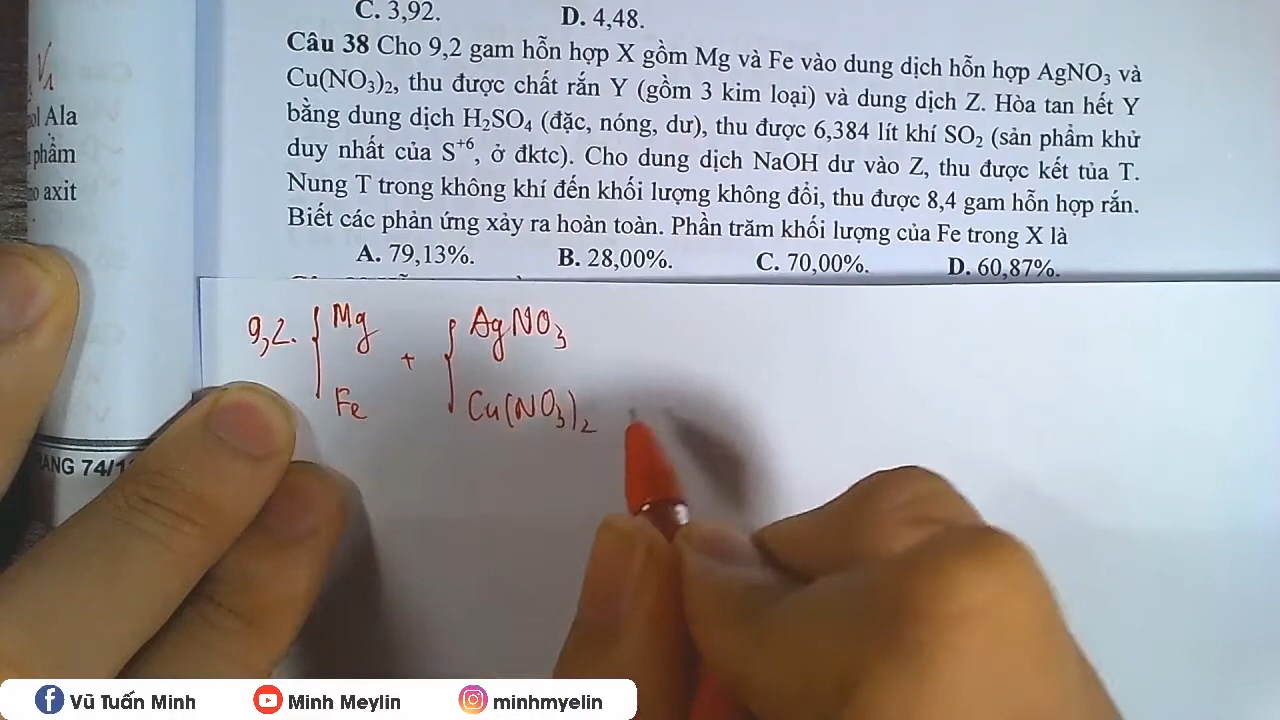 C. 3,92. D. 4,48.
Câu 38 Cho 9,2 gam hỗn hợp X gồm Mg và Fe vào dung dịch hỗn hợp AgNO₃ và
Cu(NO₃)₂, thu được chất rắn Y (gồm 3 kim loại) và dung dịch Z. Hòa tan hết Y
bằng dung dịch H₂SO₄ (đặc, nóng, dư), thu được 6,384 lít khí SO₂ (sản phẩm khử
duy nhất của S⁺⁶, ở đktc). Cho dung dịch NaOH dư vào Z, thu được kết tủa T.
Nung T trong không khí đến khối lượng không đổi, thu được 8,4 gam hỗn hợp rắn.
Biết các phản ứng xảy ra hoàn toàn. Phần trăm khối lượng của Fe trong X là
A. 79,13%. B. 28,00%. C. 70,00%. D. 60,87%.
Ala
phẩm
axit
ANG 74/1
9,2. { Mg + { AgNO₃
Fe Cu(NO₃)₂
Vũ Tuấn Minh Minh Meylin minhmyelin